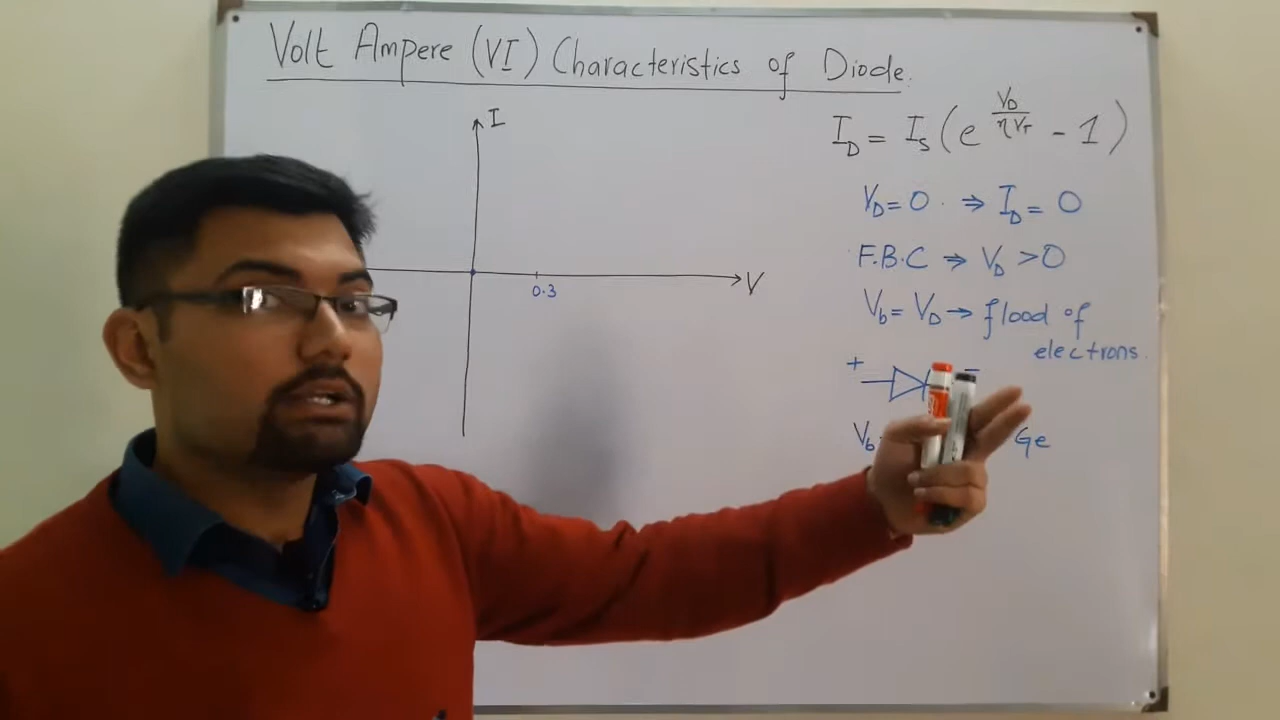 Volt Ampere (VI) Characteristics of Diode.
I
V
0.3
I_D = I_S (e^(V_D/ηV_T) - 1)
V_D = 0 ⇒ I_D = 0
F.B.C ⇒ V_D > 0
V_b = V_D → flood of
electrons.
+ -
V_b Ge